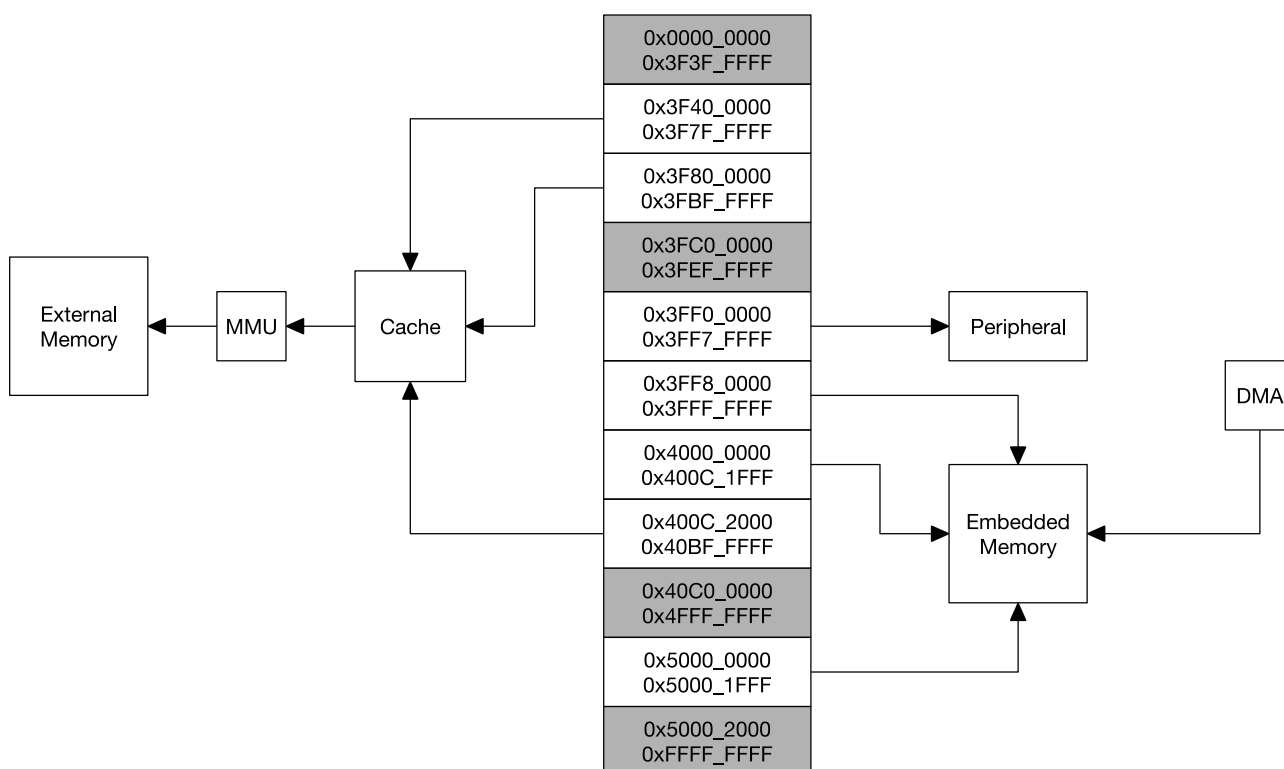 0x0000_0000
0x3F3F_FFFF
0x3F40_0000
0x3F7F_FFFF
0x3F80_0000
0x3FBF_FFFF
0x3FC0_0000
0x3FEF_FFFF
External
Memory
MMU
Cache
0x3FF0_0000
0x3FF7_FFFF
Peripheral
0x3FF8_0000
0x3FFF_FFFF
DMA
0x4000_0000
0x400C_1FFF
0x400C_2000
0x40BF_FFFF
Embedded
Memory
0x40C0_0000
0x4FFF_FFFF
0x5000_0000
0x5000_1FFF
0x5000_2000
0xFFFF_FFFF